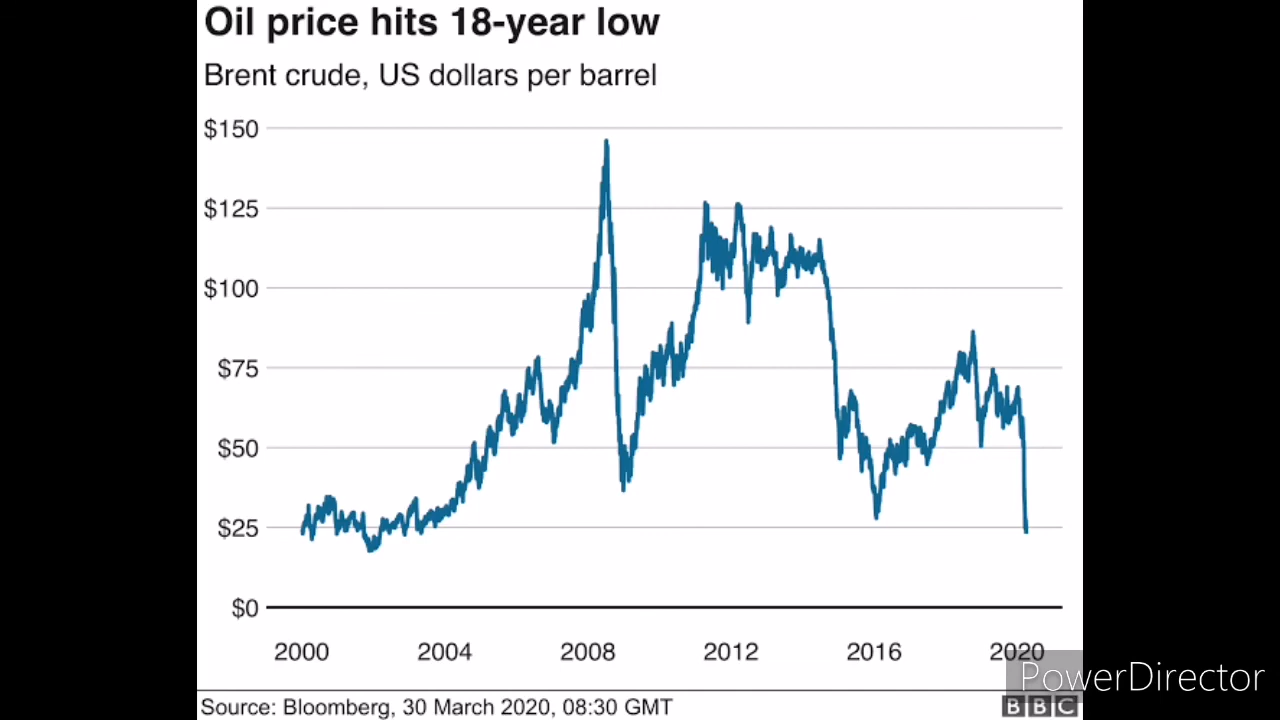 Oil price hits 18-year low
Brent crude, US dollars per barrel
$150
$125
$100
$75
$50
$25
$0
2000 2004 2008 2012 2016 2020
PowerDirector
Source: Bloomberg, 30 March 2020, 08:30 GMT BBC